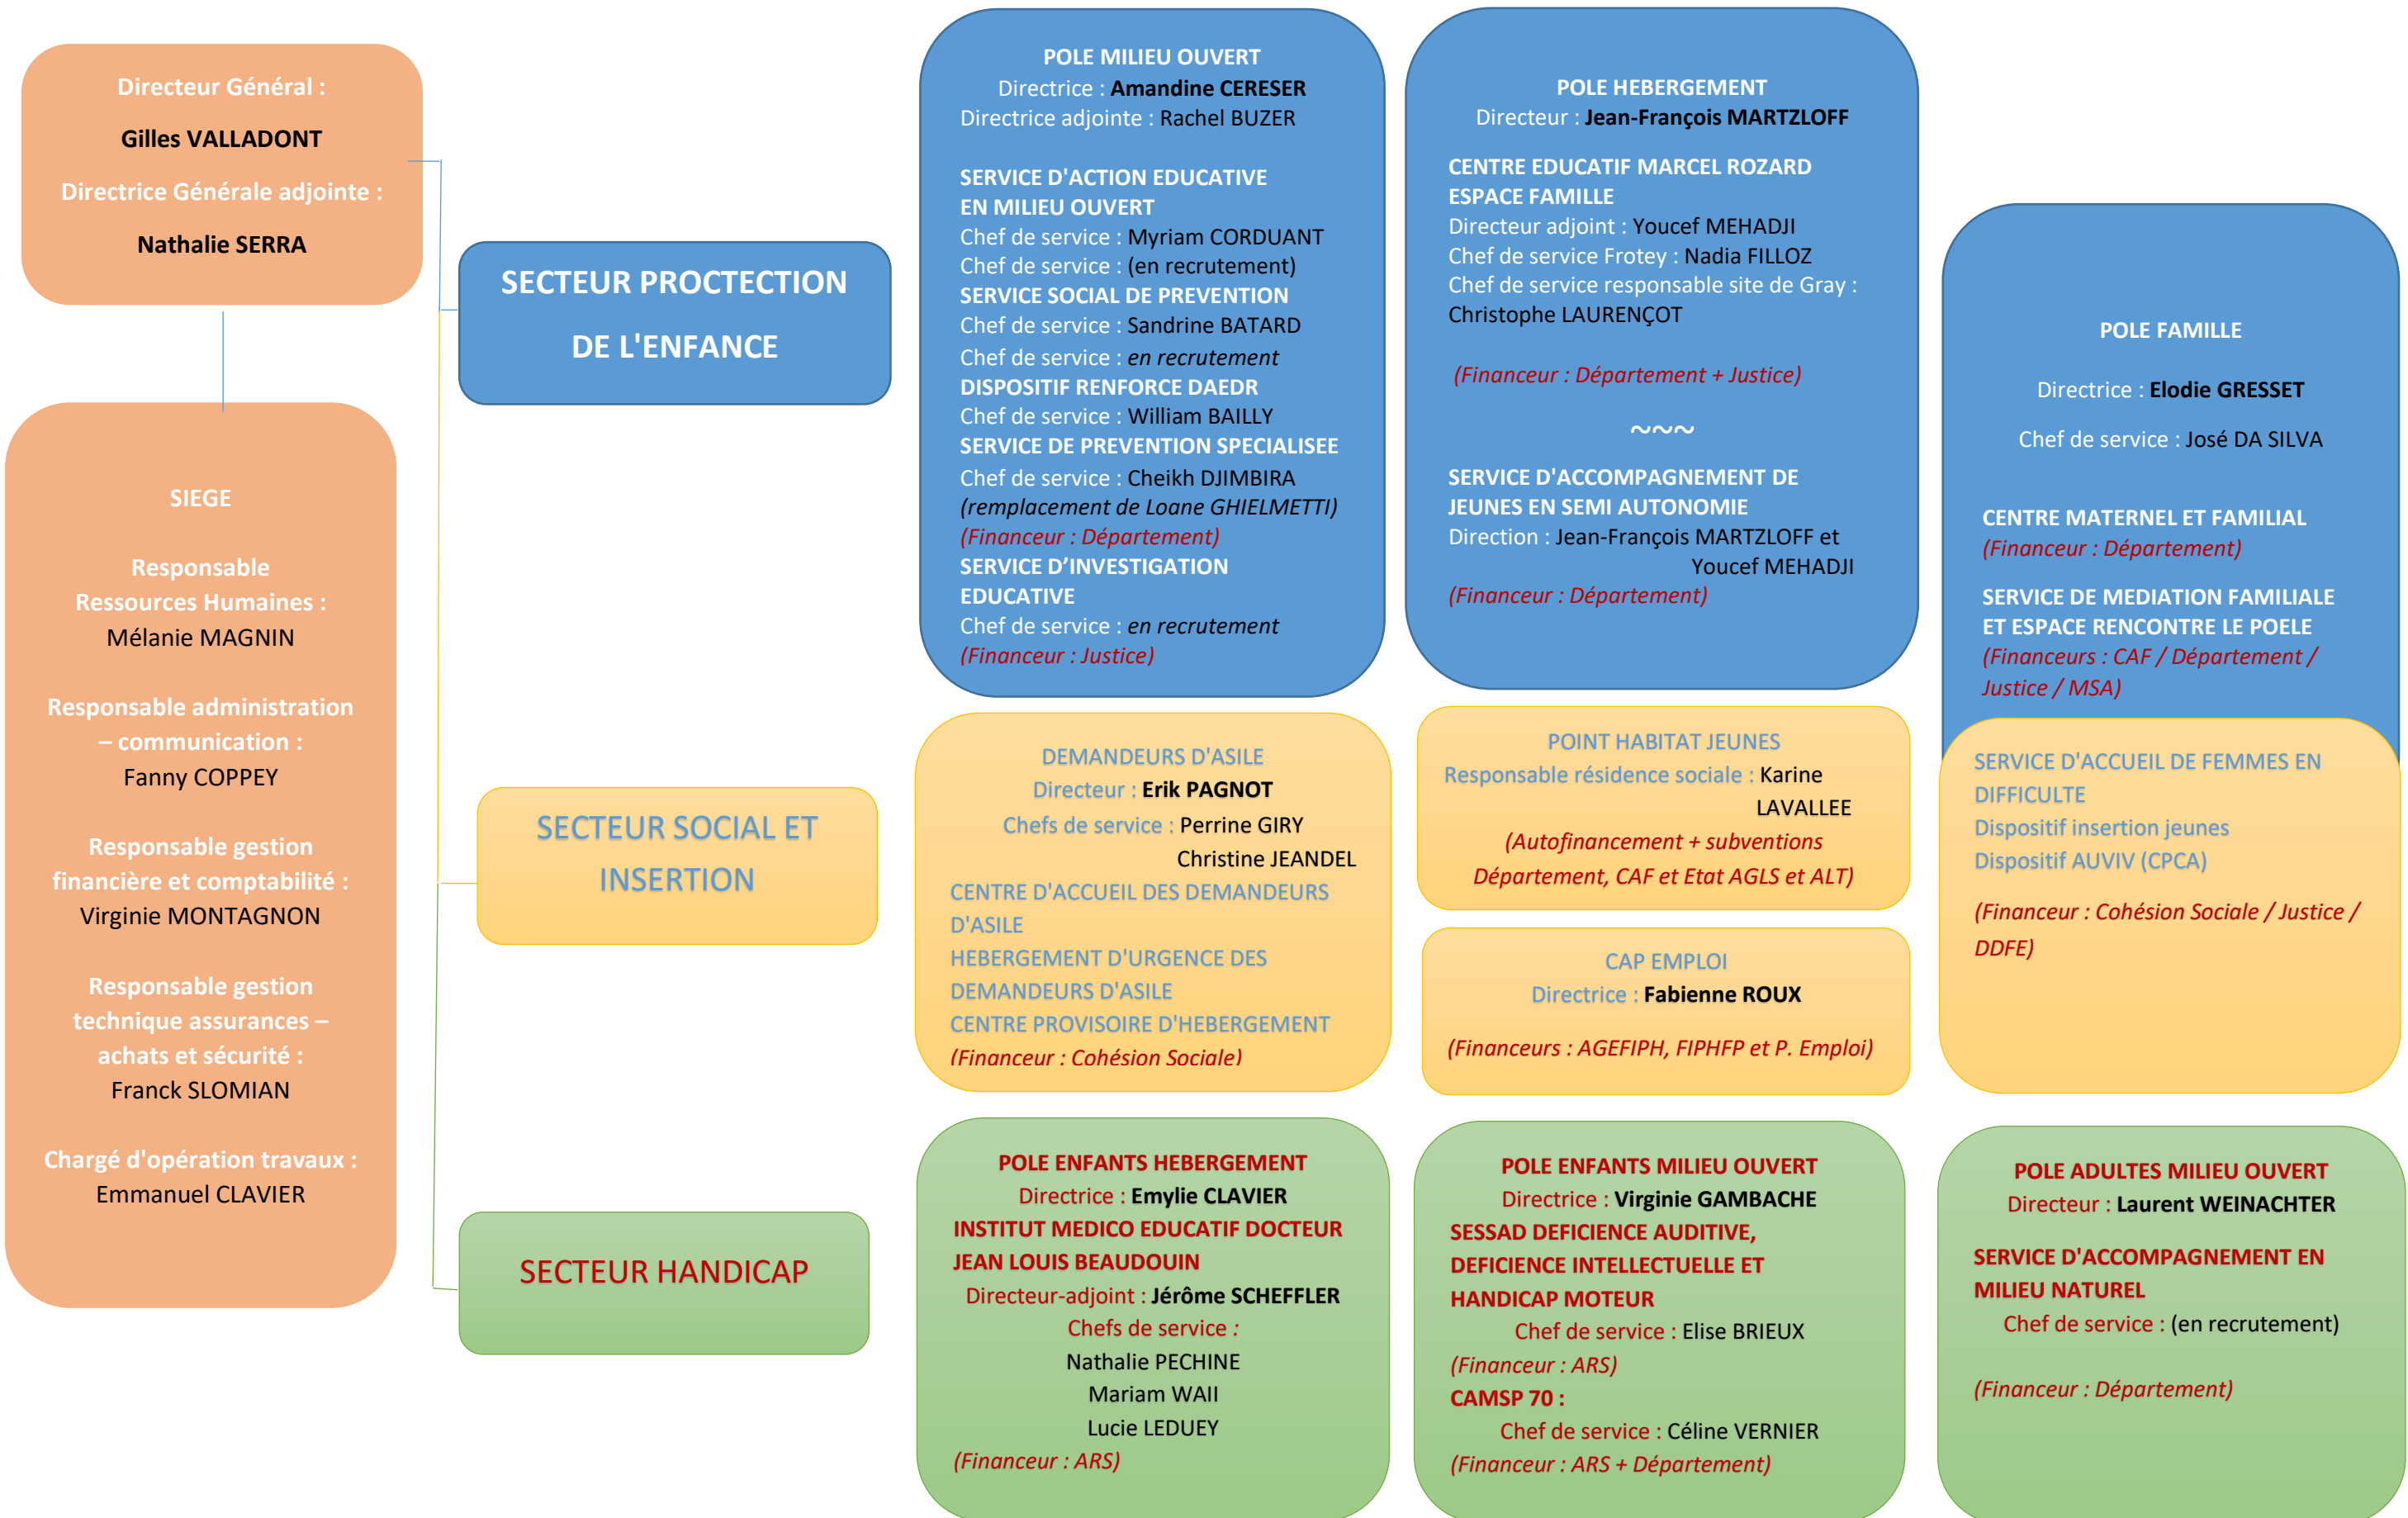 Directeur Général :
Gilles VALLADONT
Directrice Générale adjointe :
Nathalie SERRA
SIEGE
Responsable
Ressources Humaines :
Mélanie MAGNIN
Responsable administration
– communication :
Fanny COPPEY
Responsable gestion
financière et comptabilité :
Virginie MONTAGNON
Responsable gestion
technique assurances –
achats et sécurité :
Franck SLOMIAN
Chargé d'opération travaux :
Emmanuel CLAVIER
SECTEUR PROCTECTION
DE L'ENFANCE
POLE MILIEU OUVERT
Directrice : Amandine CERESER
Directrice adjointe : Rachel BUZER
SERVICE D'ACTION EDUCATIVE
EN MILIEU OUVERT
Chef de service : Myriam CORDUANT
Chef de service : (en recrutement)
SERVICE SOCIAL DE PREVENTION
Chef de service : Sandrine BATARD
Chef de service : en recrutement
DISPOSITIF RENFORCE DAEDR
Chef de service : William BAILLY
SERVICE DE PREVENTION SPECIALISEE
Chef de service : Cheikh DJIMBIRA
(remplacement de Loane GHIELMETTI)
(Financeur : Département)
SERVICE D’INVESTIGATION
EDUCATIVE
Chef de service : en recrutement
(Financeur : Justice)
POLE HEBERGEMENT
Directeur : Jean-François MARTZLOFF
CENTRE EDUCATIF MARCEL ROZARD
ESPACE FAMILLE
Directeur adjoint : Youcef MEHADJI
Chef de service Frotey : Nadia FILLOZ
Chef de service responsable site de Gray :
Christophe LAURENÇOT
(Financeur : Département + Justice)
~~~
SERVICE D'ACCOMPAGNEMENT DE
JEUNES EN SEMI AUTONOMIE
Direction : Jean-François MARTZLOFF et
Youcef MEHADJI
(Financeur : Département)
POLE FAMILLE
Directrice : Elodie GRESSET
Chef de service : José DA SILVA
CENTRE MATERNEL ET FAMILIAL
(Financeur : Département)
SERVICE DE MEDIATION FAMILIALE
ET ESPACE RENCONTRE LE POELE
(Financeurs : CAF / Département /
Justice / MSA)
SECTEUR SOCIAL ET
INSERTION
DEMANDEURS D'ASILE
Directeur : Erik PAGNOT
Chefs de service : Perrine GIRY
Christine JEANDEL
CENTRE D'ACCUEIL DES DEMANDEURS
D'ASILE
HEBERGEMENT D'URGENCE DES
DEMANDEURS D'ASILE
CENTRE PROVISOIRE D'HEBERGEMENT
(Financeur : Cohésion Sociale)
POINT HABITAT JEUNES
Responsable résidence sociale : Karine
LAVALLEE
(Autofinancement + subventions
Département, CAF et Etat AGLS et ALT)
CAP EMPLOI
Directrice : Fabienne ROUX
(Financeurs : AGEFIPH, FIPHFP et P. Emploi)
SERVICE D'ACCUEIL DE FEMMES EN
DIFFICULTE
Dispositif insertion jeunes
Dispositif AUVIV (CPCA)
(Financeur : Cohésion Sociale / Justice /
DDFE)
SECTEUR HANDICAP
POLE ENFANTS HEBERGEMENT
Directrice : Emylie CLAVIER
INSTITUT MEDICO EDUCATIF DOCTEUR
JEAN LOUIS BEAUDOUIN
Directeur-adjoint : Jérôme SCHEFFLER
Chefs de service :
Nathalie PECHINE
Mariam WAII
Lucie LEDUEY
(Financeur : ARS)
POLE ENFANTS MILIEU OUVERT
Directrice : Virginie GAMBACHE
SESSAD DEFICIENCE AUDITIVE,
DEFICIENCE INTELLECTUELLE ET
HANDICAP MOTEUR
Chef de service : Elise BRIEUX
(Financeur : ARS)
CAMSP 70 :
Chef de service : Céline VERNIER
(Financeur : ARS + Département)
POLE ADULTES MILIEU OUVERT
Directeur : Laurent WEINACHTER
SERVICE D'ACCOMPAGNEMENT EN
MILIEU NATUREL
Chef de service : (en recrutement)
(Financeur : Département)